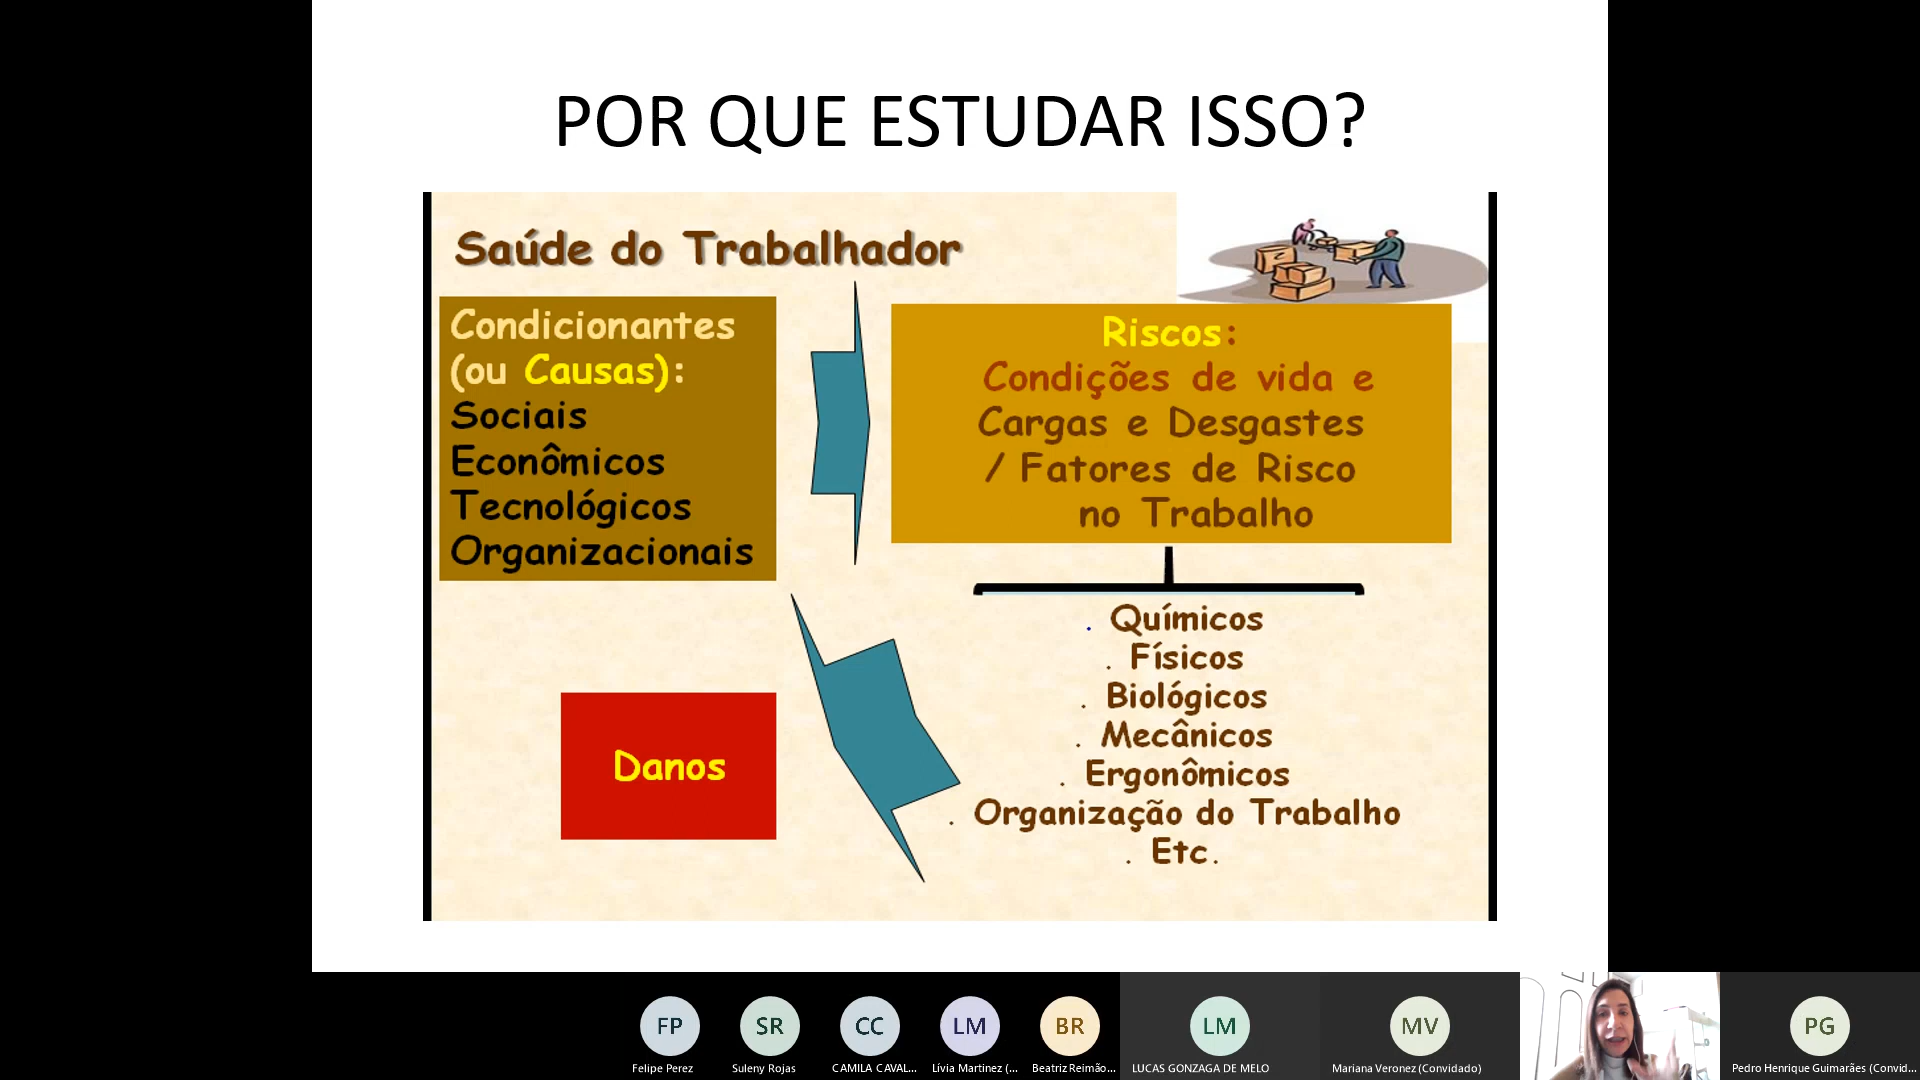 POR QUE ESTUDAR ISSO?
Saúde do Trabalhador
Condicionantes
(ou Causas):
Sociais
Econômicos
Tecnológicos
Organizacionais
Riscos:
Condições de vida e
Cargas e Desgastes
/ Fatores de Risco
no Trabalho
. Químicos
. Físicos
. Biológicos
. Mecânicos
. Ergonômicos
. Organização do Trabalho
. Etc.
Danos
FP
SR
CC
LM
BR
LM
MV
PG
Felipe Perez
Suleny Rojas
CAMILA CAVAL...
Lívia Martinez (...
Beatriz Reimão...
LUCAS GONZAGA DE MELO
Mariana Veronez (Convidado)
Pedro Henrique Guimarães (Convid...